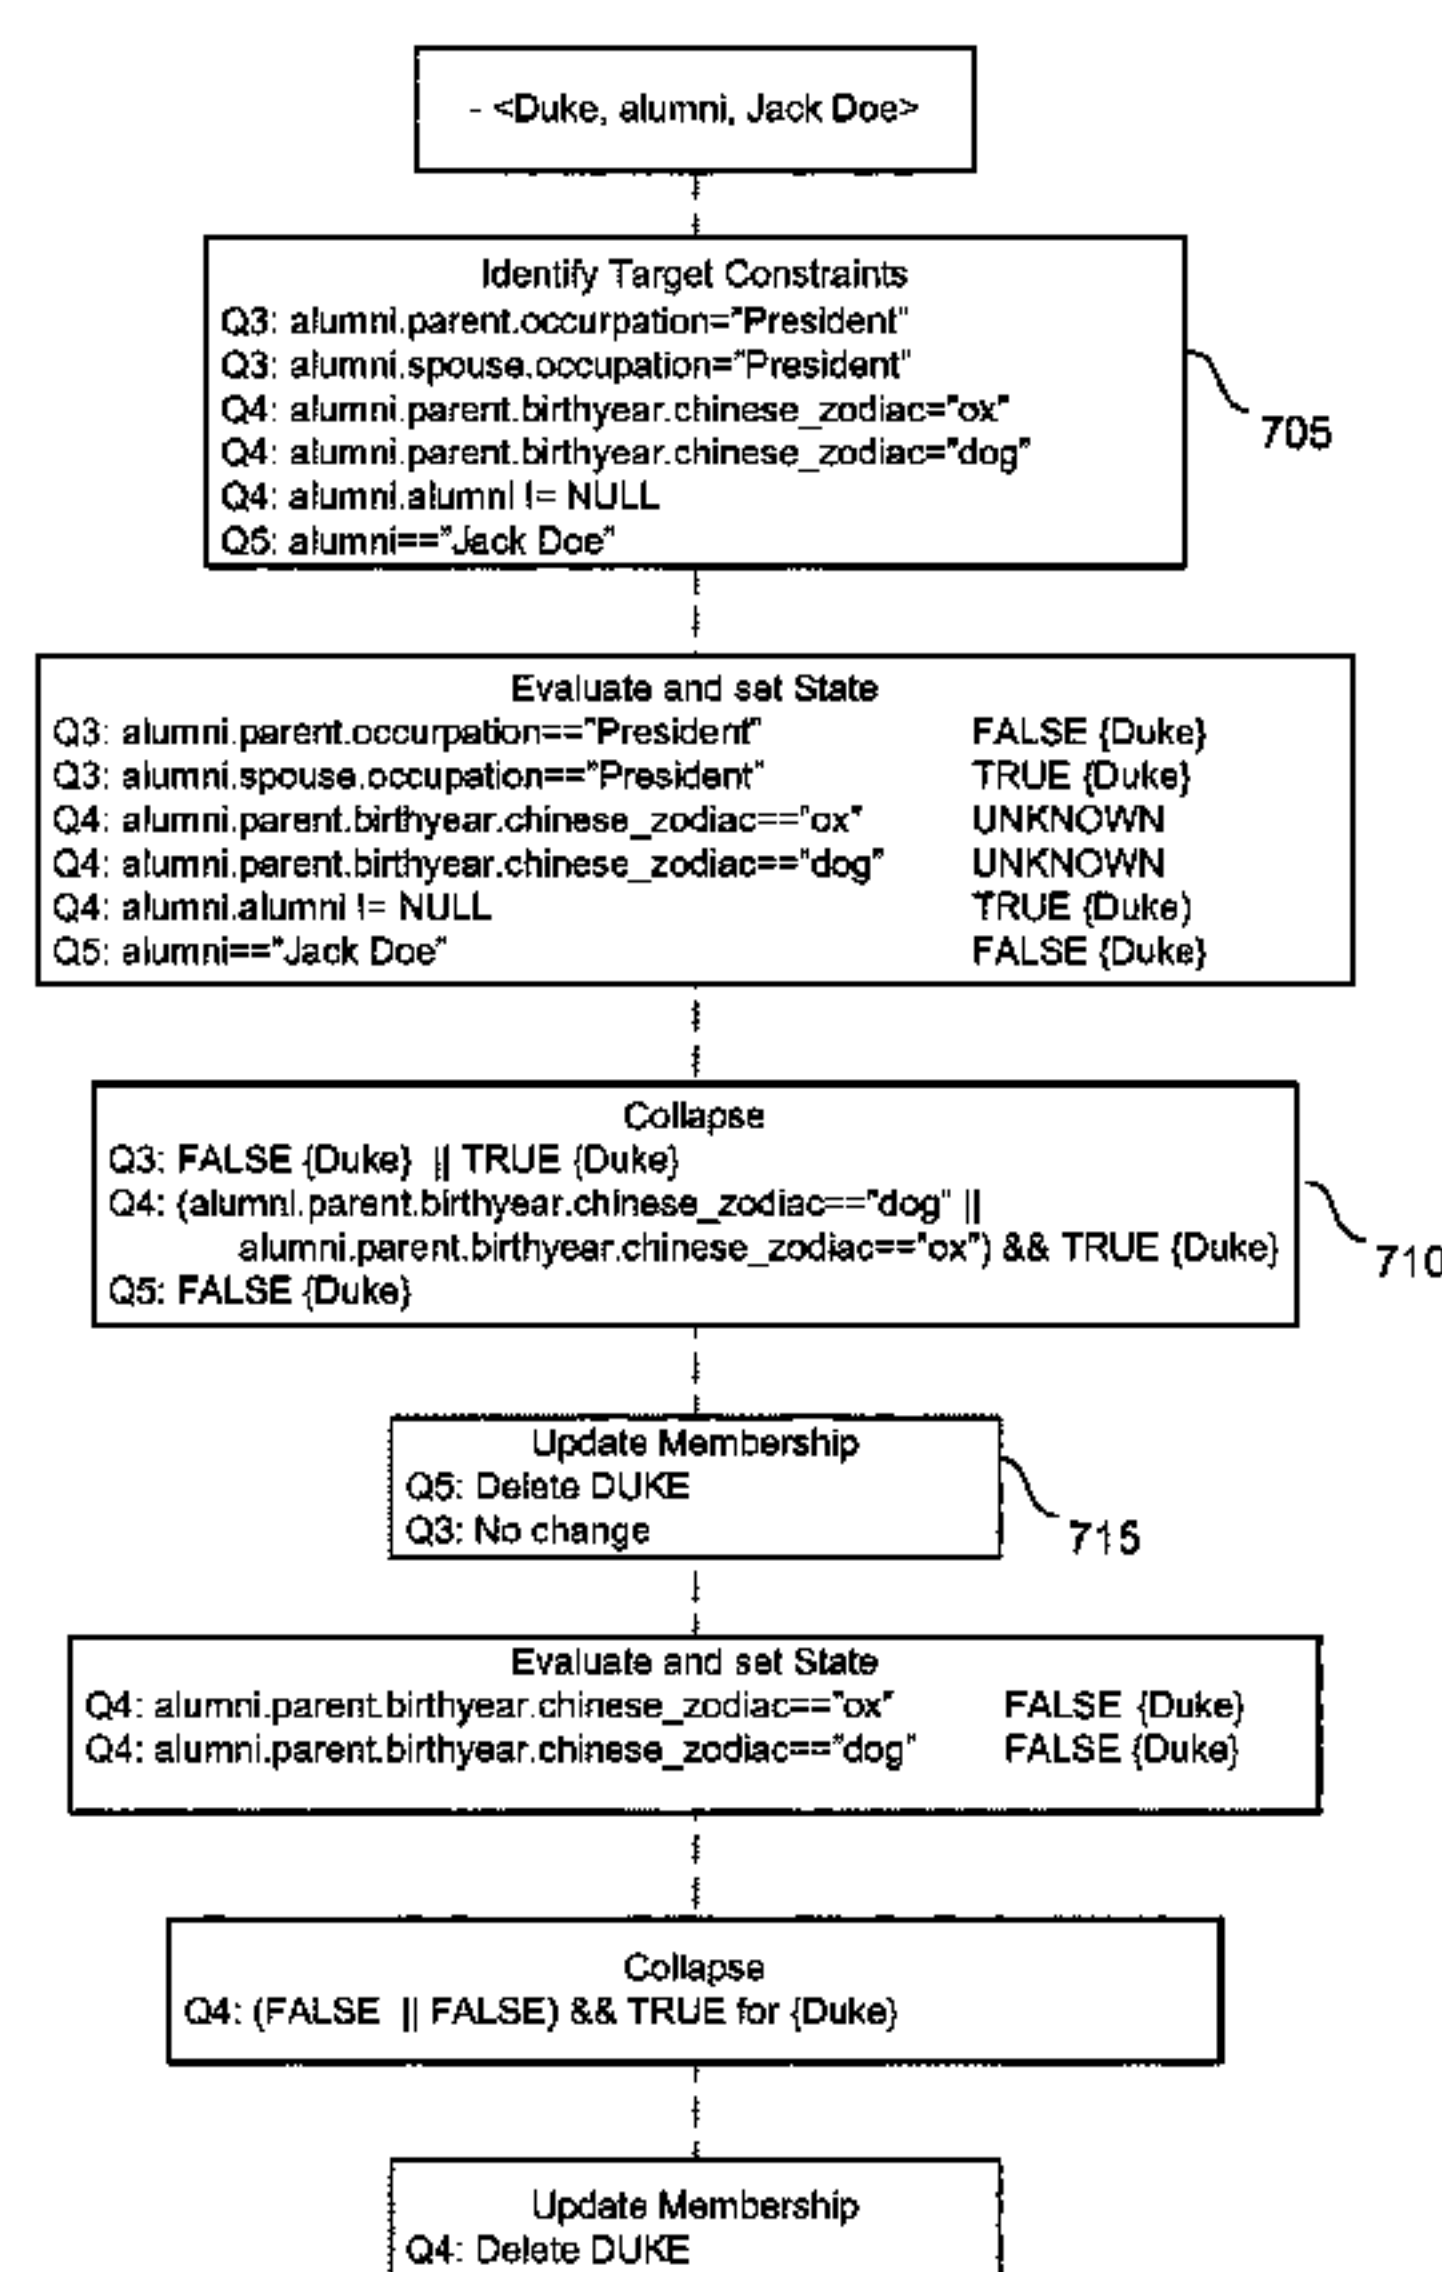 - <Duke, alumni, Jack Doe>
Identify Target Constraints
Q3: alumni.parent.occurpation="President"
Q3: alumni.spouse.occupation="President"
Q4: alumni.parent.birthyear.chinese_zodiac="ox"
Q4: alumni.parent.birthyear.chinese_zodiac="dog"
Q4: alumni.alumni != NULL
Q5: alumni=="Jack Doe"
705
Evaluate and set State
Q3: alumni.parent.occurpation=="President" FALSE {Duke}
Q3: alumni.spouse.occupation=="President" TRUE {Duke}
Q4: alumni.parent.birthyear.chinese_zodiac=="ox" UNKNOWN
Q4: alumni.parent.birthyear.chinese_zodiac=="dog" UNKNOWN
Q4: alumni.alumni != NULL TRUE {Duke}
Q5: alumni=="Jack Doe" FALSE {Duke}
Collapse
Q3: FALSE {Duke} || TRUE {Duke}
Q4: (alumni.parent.birthyear.chinese_zodiac=="dog" ||
alumni.parent.birthyear.chinese_zodiac=="ox") && TRUE {Duke}
Q5: FALSE {Duke}
710
Update Membership
Q5: Delete DUKE
Q3: No change
715
Evaluate and set State
Q4: alumni.parent.birthyear.chinese_zodiac=="ox" FALSE {Duke}
Q4: alumni.parent.birthyear.chinese_zodiac=="dog" FALSE {Duke}
Collapse
Q4: (FALSE || FALSE) && TRUE for {Duke}
Update Membership
Q4: Delete DUKE